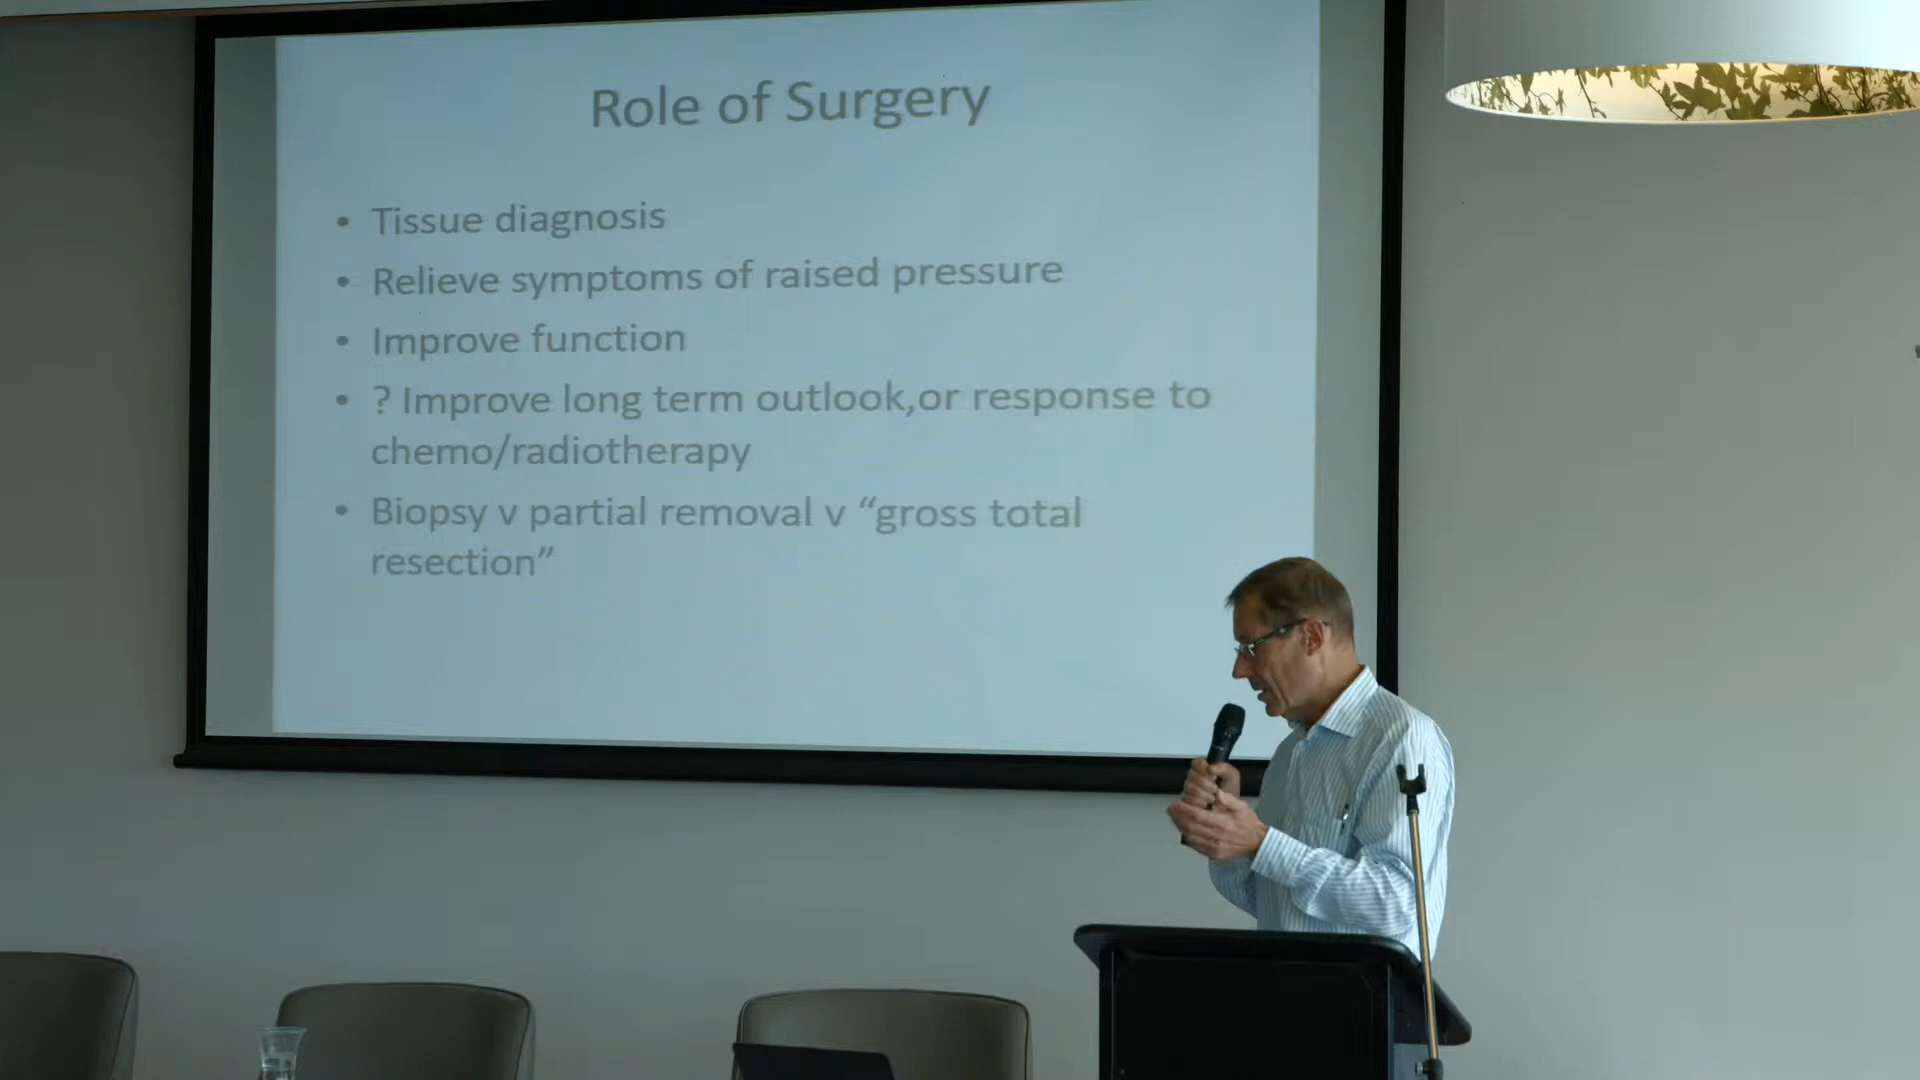 Role of Surgery
• Tissue diagnosis
• Relieve symptoms of raised pressure
• Improve function
• ? Improve long term outlook,or response to
chemo/radiotherapy
• Biopsy v partial removal v “gross total
resection”